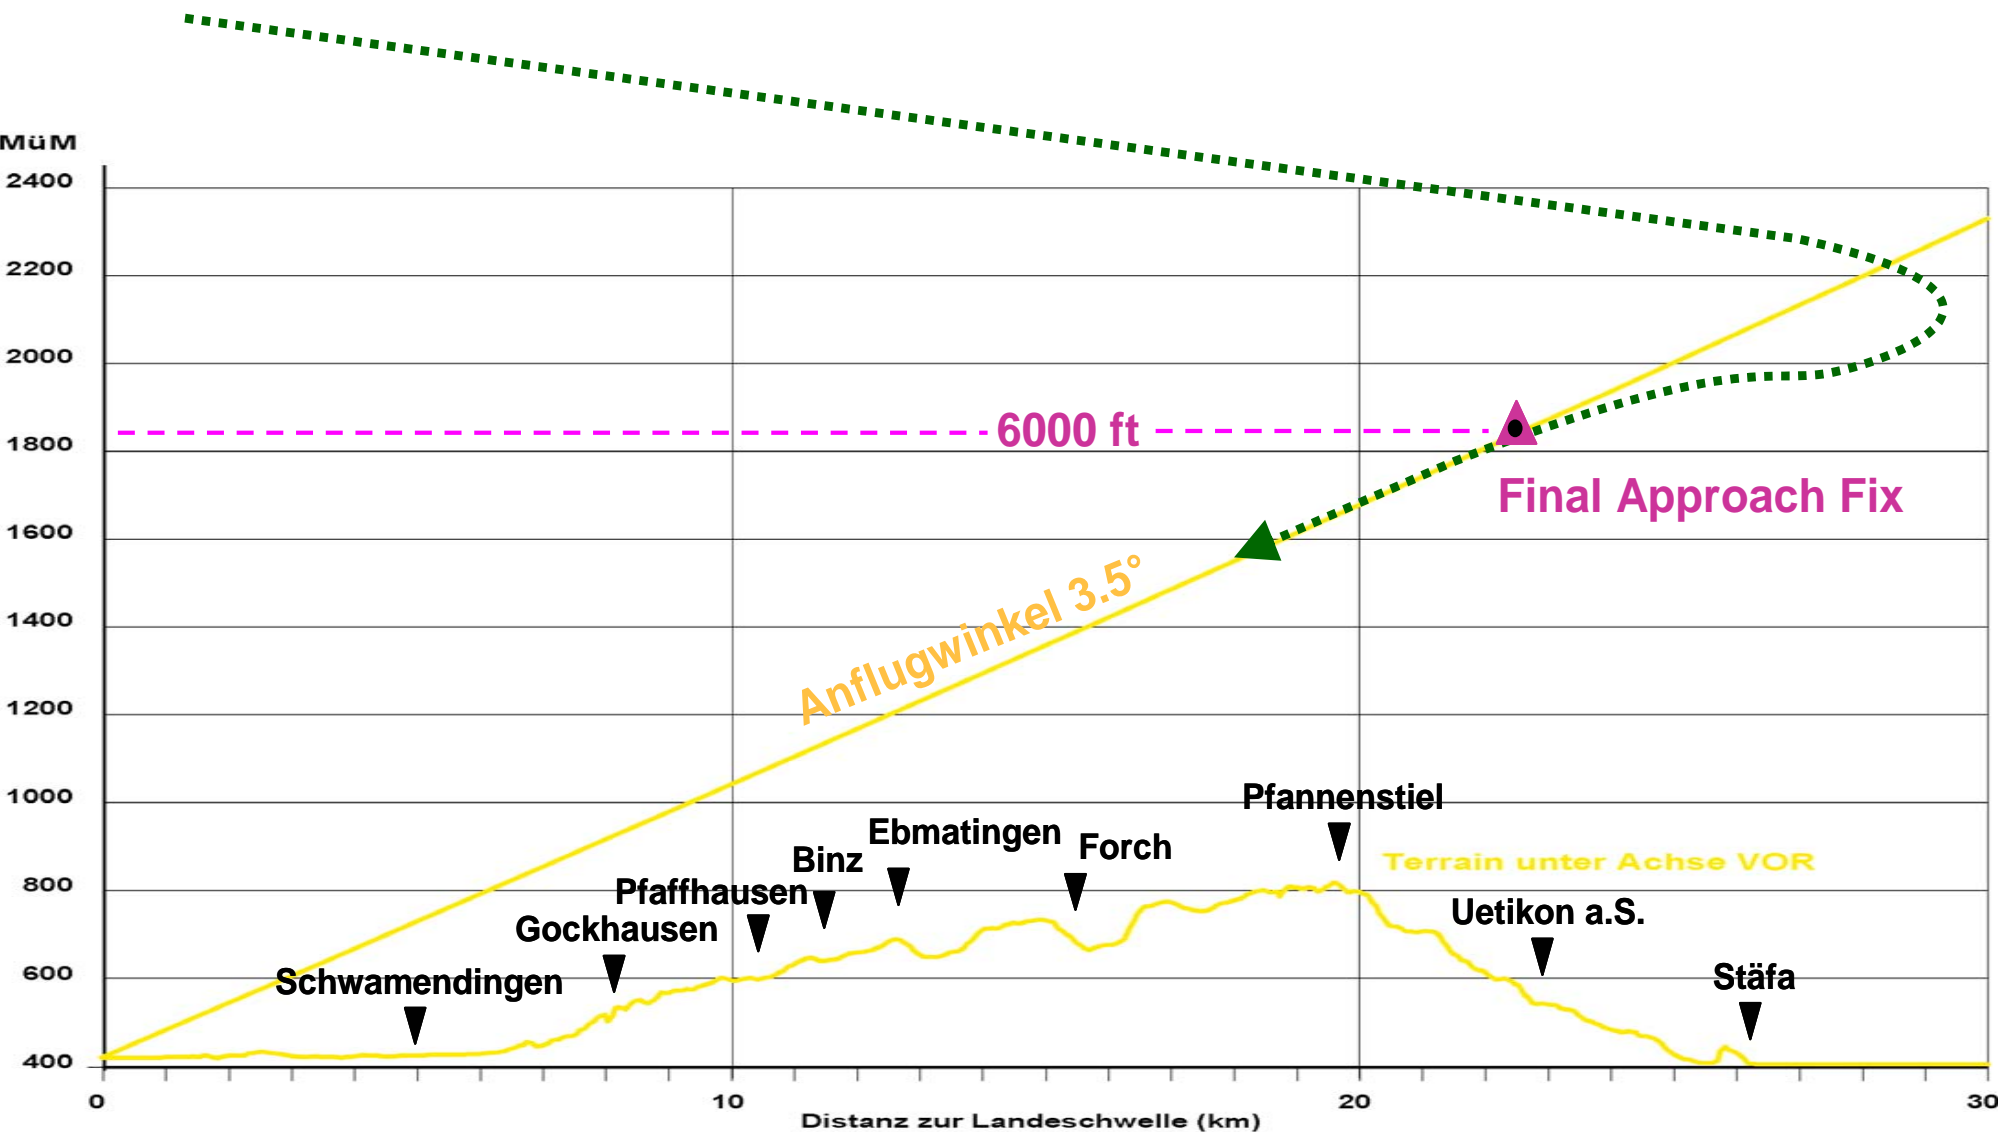 MüM
2400
2200
2000
1800
1600
1400
1200
1000
800
600
400
6000 ft
Final Approach Fix
Anflugwinkel 3.5°
Pfannenstiel
Ebmatingen
Forch
Binz
Terrain unter Achse VOR
Pfaffhausen
Gockhausen
Uetikon a.S.
Schwamendingen
Stäfa
0
10
20
30
Distanz zur Landeschwelle (km)